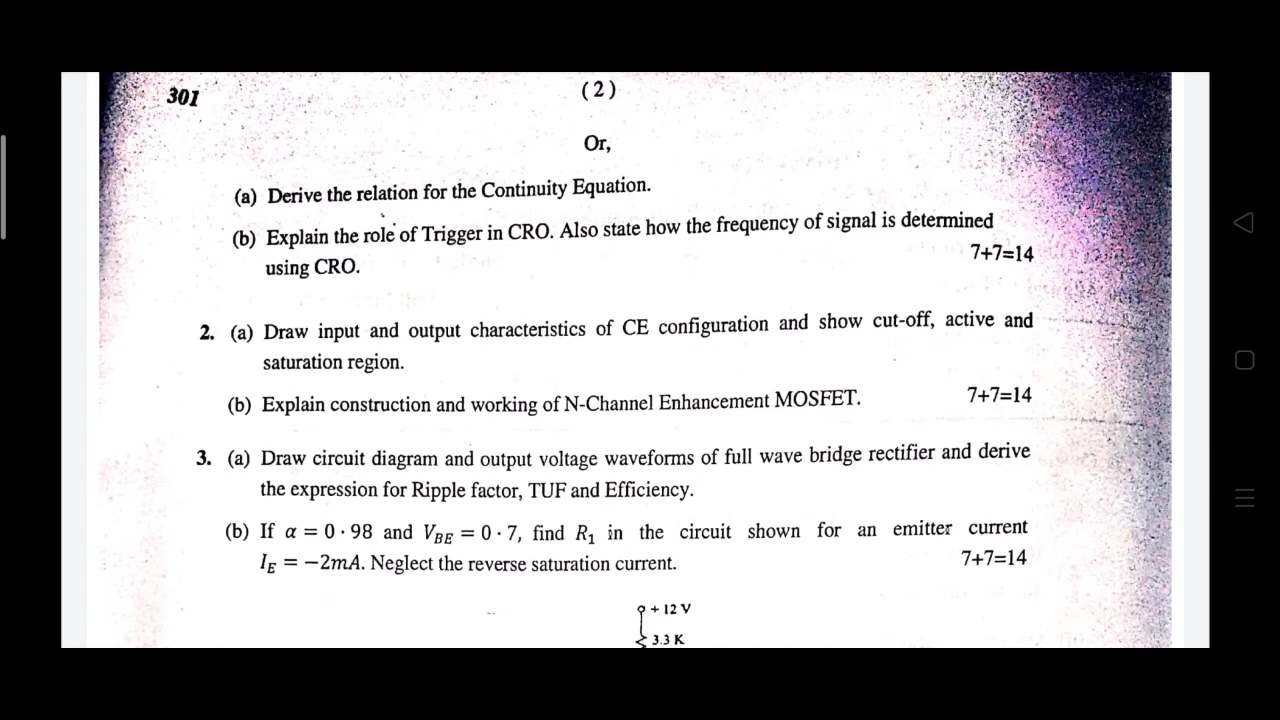 301
(2)
Or,
(a) Derive the relation for the Continuity Equation.
(b) Explain the role of Trigger in CRO. Also state how the frequency of signal is determined
using CRO.
7+7=14
2. (a) Draw input and output characteristics of CE configuration and show cut-off, active and
saturation region.
(b) Explain construction and working of N-Channel Enhancement MOSFET.
7+7=14
3. (a) Draw circuit diagram and output voltage waveforms of full wave bridge rectifier and derive
the expression for Ripple factor, TUF and Efficiency.
(b) If α = 0·98 and V_BE = 0·7, find R₁ in the circuit shown for an emitter current
I_E = −2mA. Neglect the reverse saturation current.
7+7=14
+ 12 V
3.3 K